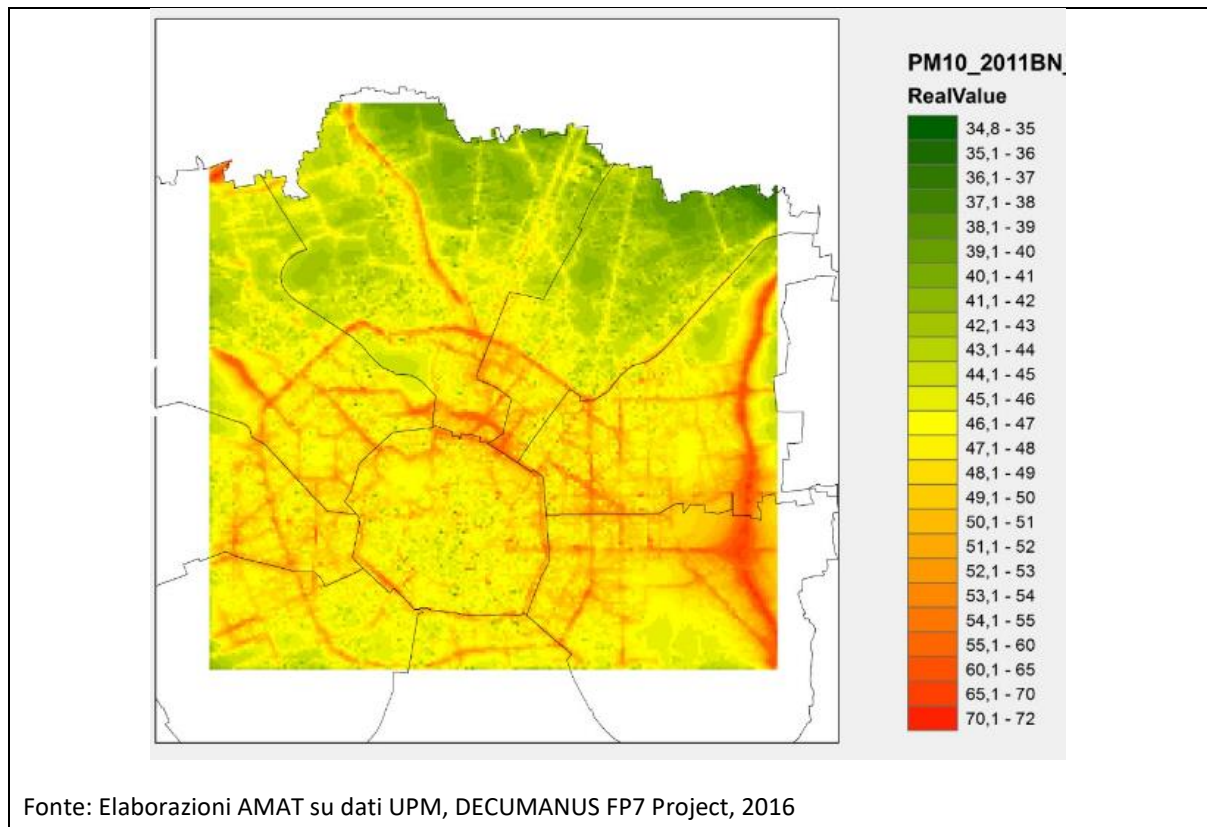 PM10_2011BN_
RealValue
34,8 - 35
35,1 - 36
36,1 - 37
37,1 - 38
38,1 - 39
39,1 - 40
40,1 - 41
41,1 - 42
42,1 - 43
43,1 - 44
44,1 - 45
45,1 - 46
46,1 - 47
47,1 - 48
48,1 - 49
49,1 - 50
50,1 - 51
51,1 - 52
52,1 - 53
53,1 - 54
54,1 - 55
55,1 - 60
60,1 - 65
65,1 - 70
70,1 - 72
Fonte: Elaborazioni AMAT su dati UPM, DECUMANUS FP7 Project, 2016